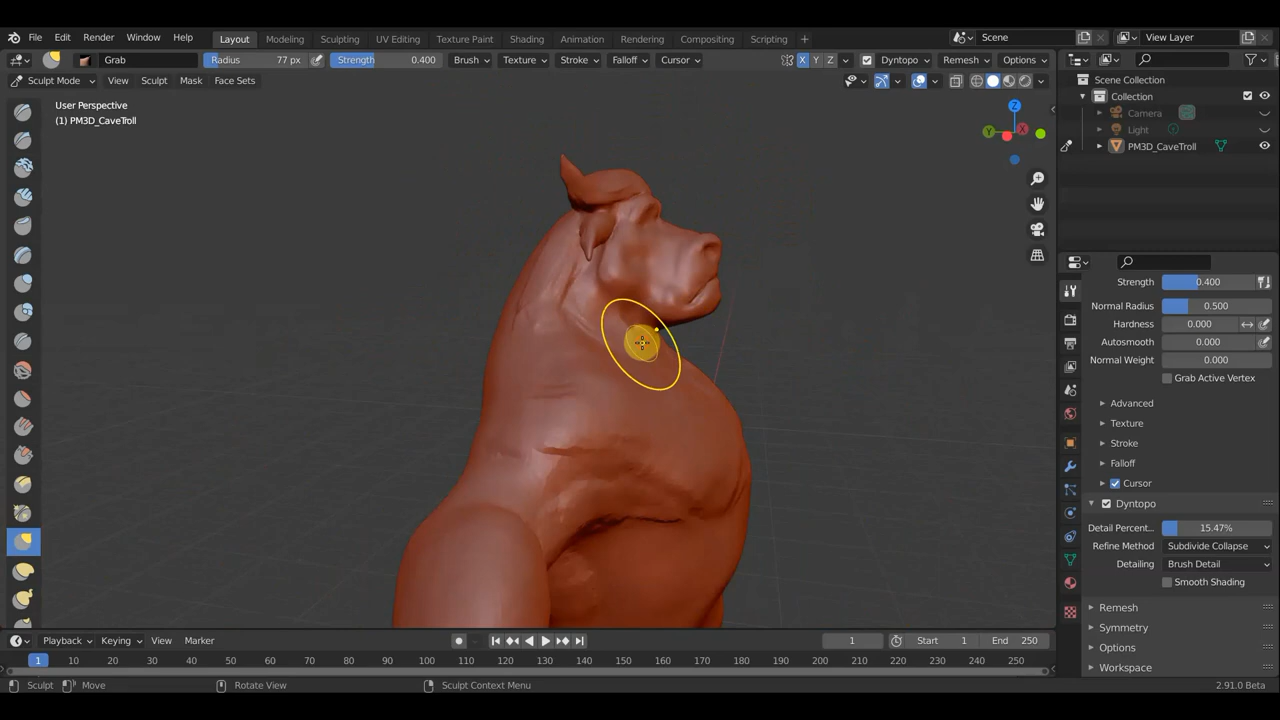 File Edit Render Window Help Layout Modeling Sculpting UV Editing Texture Paint Shading Animation Rendering Compositing Scripting + Scene View Layer
Grab Radius 77 px Strength 0.400 Brush Texture Stroke Falloff Cursor X Y Z Dyntopo Remesh Options
Sculpt Mode View Sculpt Mask Face Sets
User Perspective
(1) PM3D_CaveTroll
Scene Collection
Collection
Camera
Light
PM3D_CaveTroll
Z
Y
X
Strength 0.400
Normal Radius 0.500
Hardness 0.000
Autosmooth 0.000
Normal Weight 0.000
Grab Active Vertex
Advanced
Texture
Stroke
Falloff
Cursor
Dyntopo
Detail Percent... 15.47%
Refine Method Subdivide Collapse
Detailing Brush Detail
Smooth Shading
Remesh
Symmetry
Options
Workspace
Playback Keying View Marker 1 Start 1 End 250
1 10 20 30 40 50 60 70 80 90 100 110 120 130 140 150 160 170 180 190 200 210 220 230 240 250
Sculpt Move Rotate View Sculpt Context Menu 2.91.0 Beta